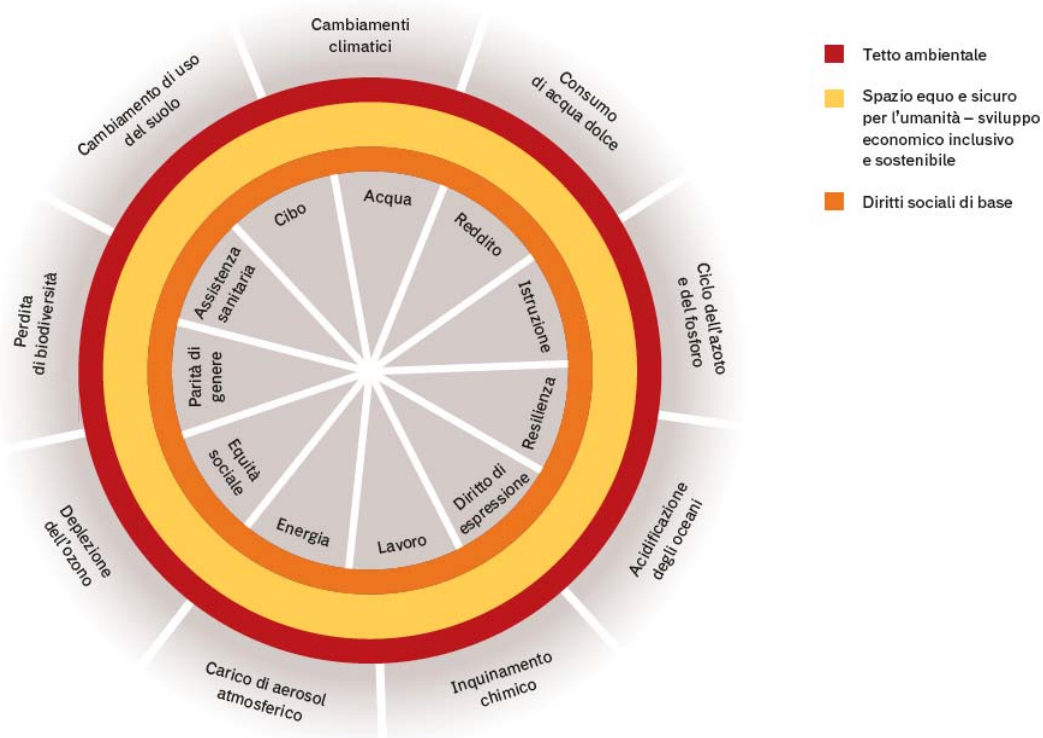 Cambiamenti
climatici
Consumo
di acqua dolce
Ciclo dell'azoto
e del fosforo
Acidificazione
degli oceani
Inquinamento
chimico
Carico di aerosol
atmosferico
Deplezione
dell'ozono
Perdita
di biodiversità
Cambiamento di uso
del suolo
Acqua
Reddito
Istruzione
Resilienza
Diritto di
espressione
Lavoro
Energia
Equità
sociale
Parità di
genere
Assistenza
sanitaria
Cibo
Tetto ambientale
Spazio equo e sicuro
per l'umanità – sviluppo
economico inclusivo
e sostenibile
Diritti sociali di base